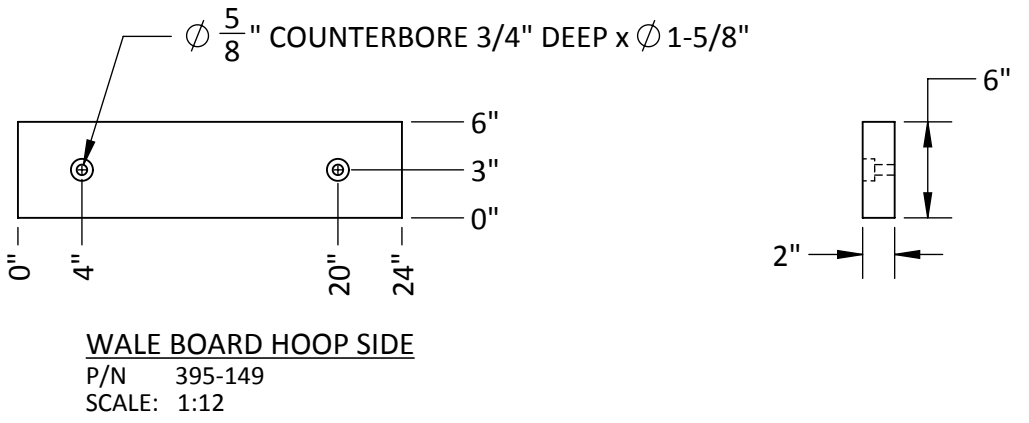 ∅ 5/8" COUNTERBORE 3/4" DEEP x ∅ 1-5/8"
6"
3"
0"
0"
4"
20"
24"
6"
2"
WALE BOARD HOOP SIDE
P/N 395-149
SCALE: 1:12